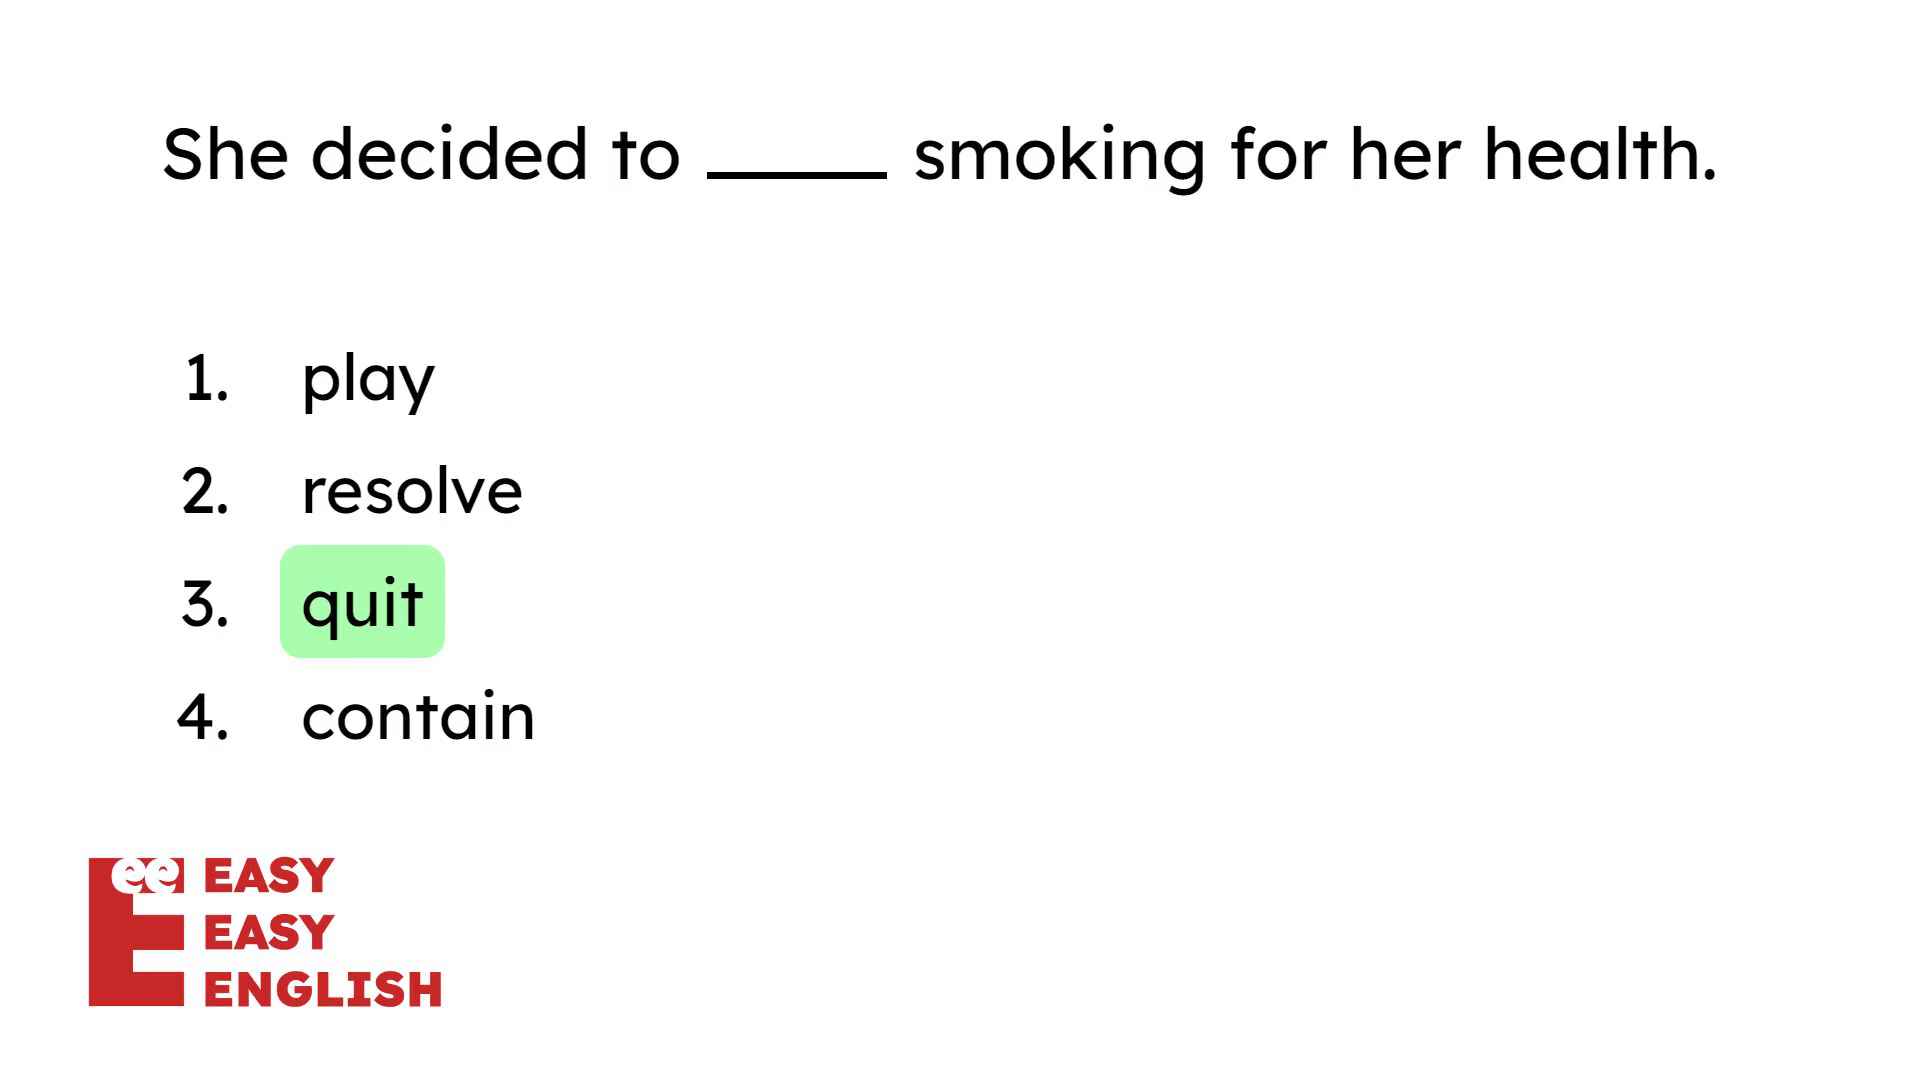 She decided to _____ smoking for her health.
1. play
2. resolve
3. quit
4. contain
ee EASY
EASY
ENGLISH